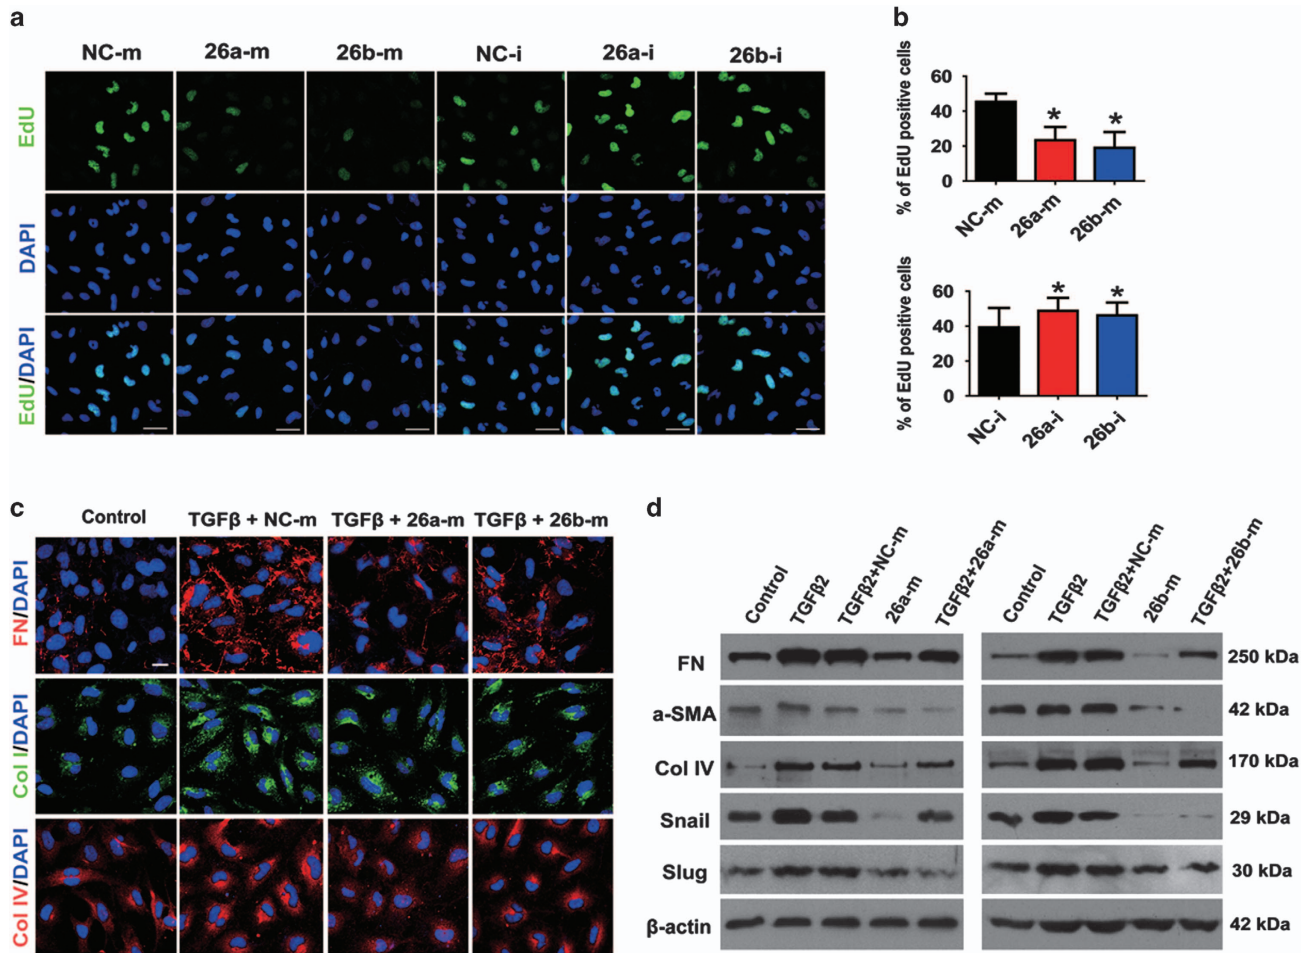 a
NC-m 26a-m 26b-m NC-i 26a-i 26b-i
EdU
DAPI
EdU/DAPI
b
% of EdU positive cells
60
40
20
0
* *
NC-m 26a-m 26b-m
% of EdU positive cells
60
40
20
0
* *
NC-i 26a-i 26b-i
c
Control TGFβ + NC-m TGFβ + 26a-m TGFβ + 26b-m
FN/DAPI
Col I/DAPI
Col IV/DAPI
d
Control TGFβ2 TGFβ2+NC-m 26a-m TGFβ2+26a-m Control TGFβ2 TGFβ2+NC-m 26b-m TGFβ2+26b-m
FN 250 kDa
a-SMA 42 kDa
Col IV 170 kDa
Snail 29 kDa
Slug 30 kDa
β-actin 42 kDa